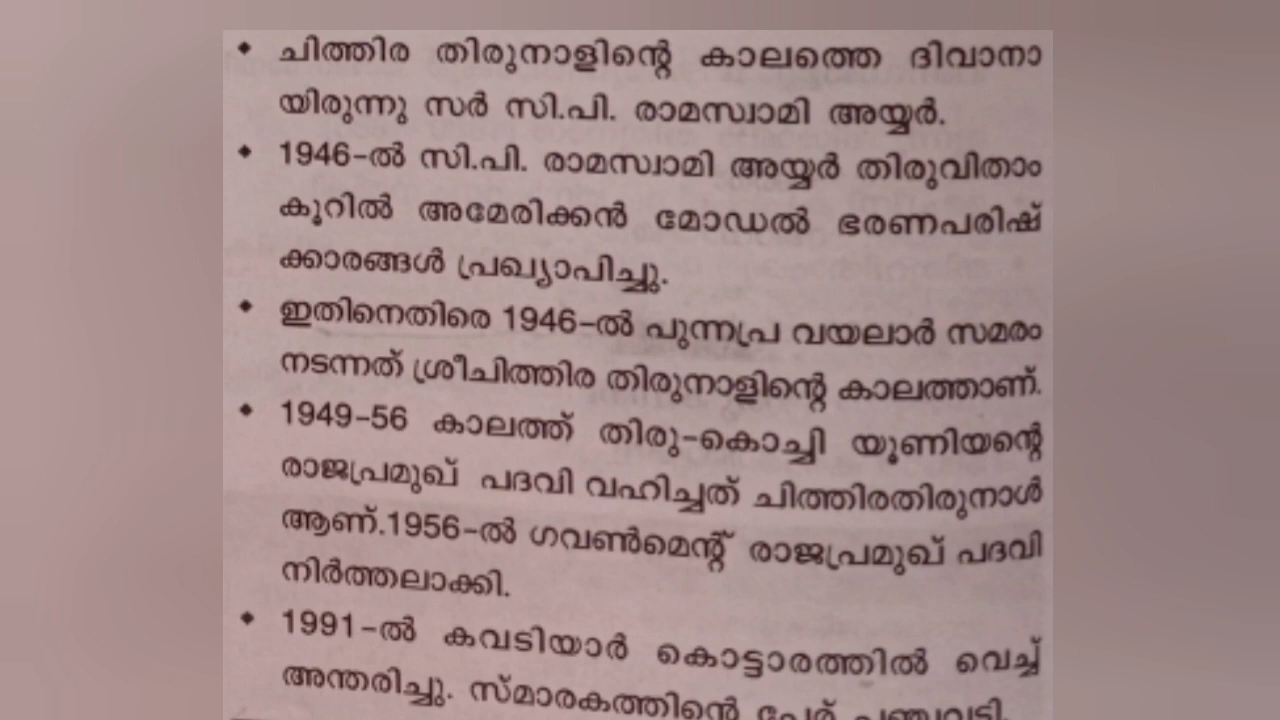 • ചിത്തിര തിരുനാളിന്റെ കാലത്തെ ദിവാനാ
യിരുന്നു സർ സി.പി. രാമസ്വാമി അയ്യർ.
• 1946-ൽ സി.പി. രാമസ്വാമി അയ്യർ തിരുവിതാം
കൂറിൽ അമേരിക്കൻ മോഡൽ ഭരണപരിഷ്
ക്കാരങ്ങൾ പ്രഖ്യാപിച്ചു.
• ഇതിനെതിരെ 1946-ൽ പുന്നപ്ര വയലാർ സമരം
നടന്നത് ശ്രീചിത്തിര തിരുനാളിന്റെ കാലത്താണ്.
• 1949-56 കാലത്ത് തിരു-കൊച്ചി യൂണിയന്റെ
രാജപ്രമുഖ് പദവി വഹിച്ചത് ചിത്തിരതിരുനാൾ
ആണ്.1956-ൽ ഗവൺമെന്റ് രാജപ്രമുഖ് പദവി
നിർത്തലാക്കി.
• 1991-ൽ കവടിയാർ കൊട്ടാരത്തിൽ വെച്ച്
അന്തരിച്ചു. സ്മാരകത്തിന്റെ പേര് പഞ്ചവടി.